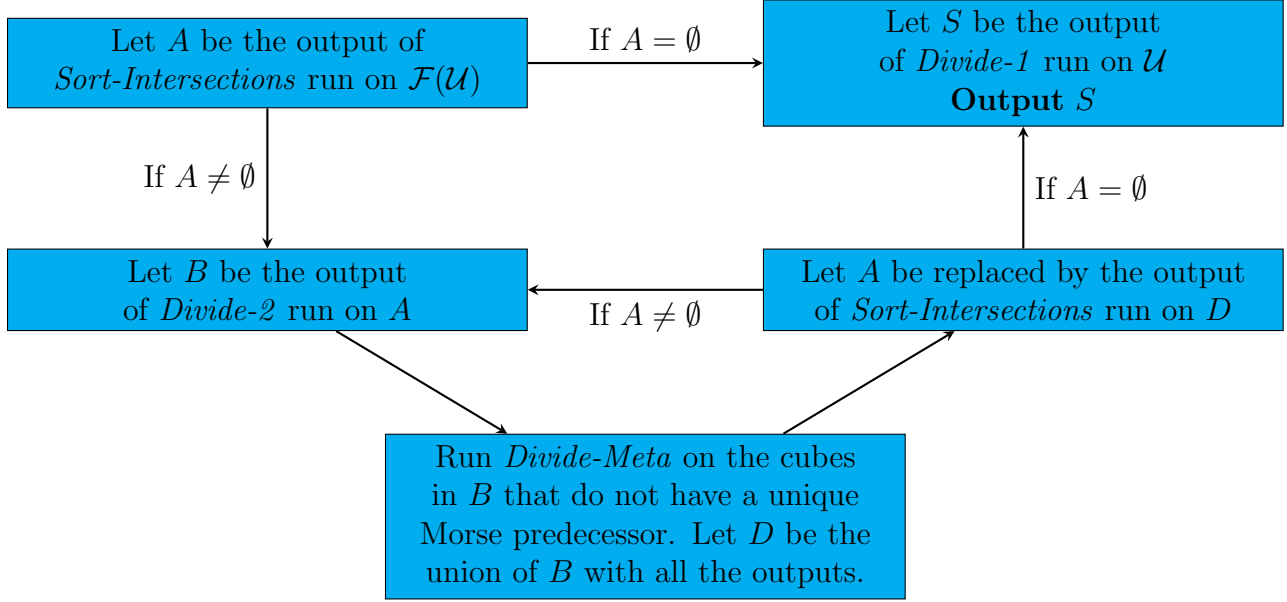 Let A be the output of
Sort-Intersections run on ℱ(𝒰)
If A = ∅
Let S be the output
of Divide-1 run on 𝒰
Output S
If A ≠ ∅
If A = ∅
Let B be the output
of Divide-2 run on A
If A ≠ ∅
Let A be replaced by the output
of Sort-Intersections run on D
Run Divide-Meta on the cubes
in B that do not have a unique
Morse predecessor. Let D be the
union of B with all the outputs.